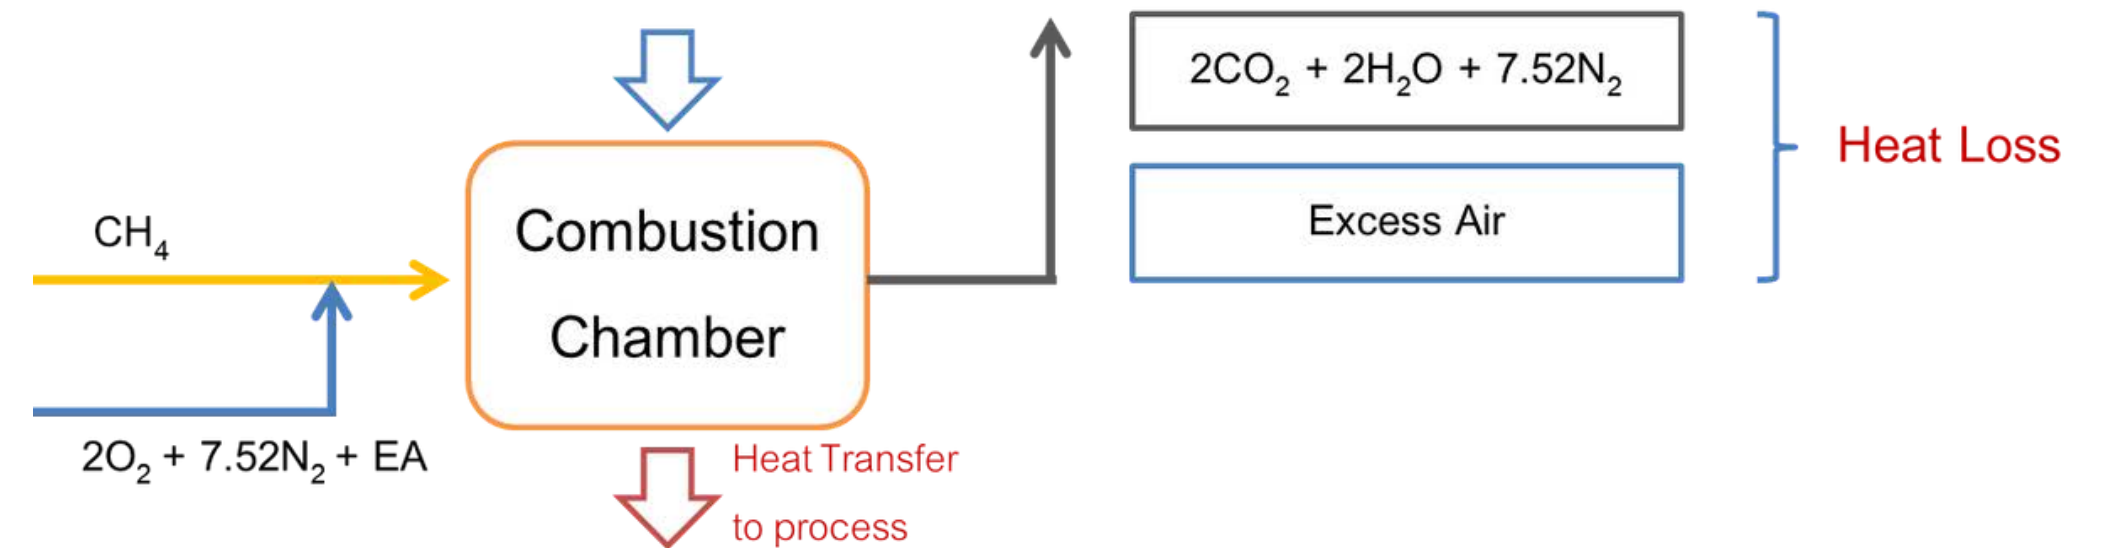 CH₄
2O₂ + 7.52N₂ + EA
Combustion
Chamber
Heat Transfer
to process
2CO₂ + 2H₂O + 7.52N₂
Excess Air
Heat Loss